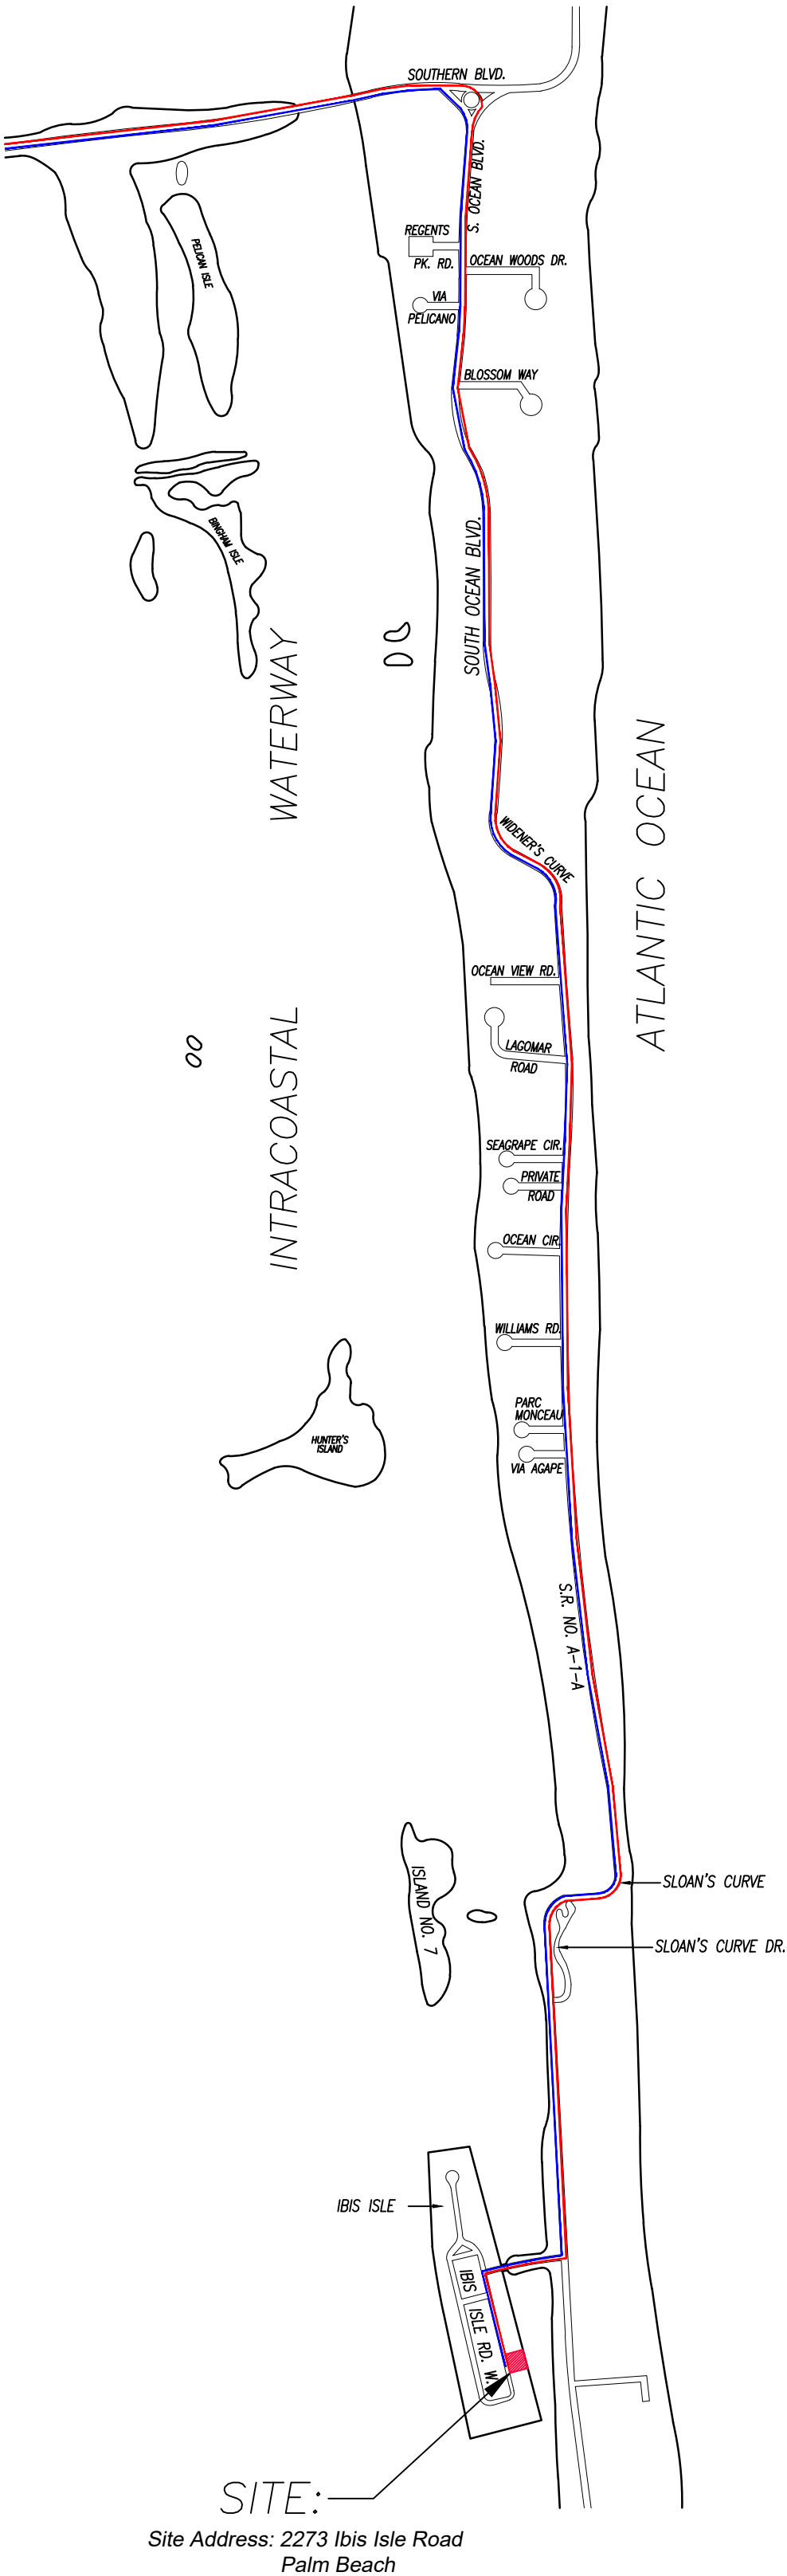 SOUTHERN BLVD.
S. OCEAN BLVD.
REGENTS
PK. RD.
OCEAN WOODS DR.
PELICAN ISLE
VIA
PELICANO
BLOSSOM WAY
BINGHAM ISLE
SOUTH OCEAN BLVD.
WATERWAY
ATLANTIC OCEAN
WIDENER'S CURVE
OCEAN VIEW RD.
INTRACOASTAL
LAGOMAR
ROAD
SEAGRAPE CIR.
PRIVATE
ROAD
OCEAN CIR.
WILLIAMS RD.
PARC
MONCEAU
HUNTER'S
ISLAND
VIA AGAPE
S.R. NO. A-1-A
SLOAN'S CURVE
ISLAND NO. 7
SLOAN'S CURVE DR.
IBIS ISLE
IBIS
ISLE RD. W.
SITE:
Site Address: 2273 Ibis Isle Road
Palm Beach